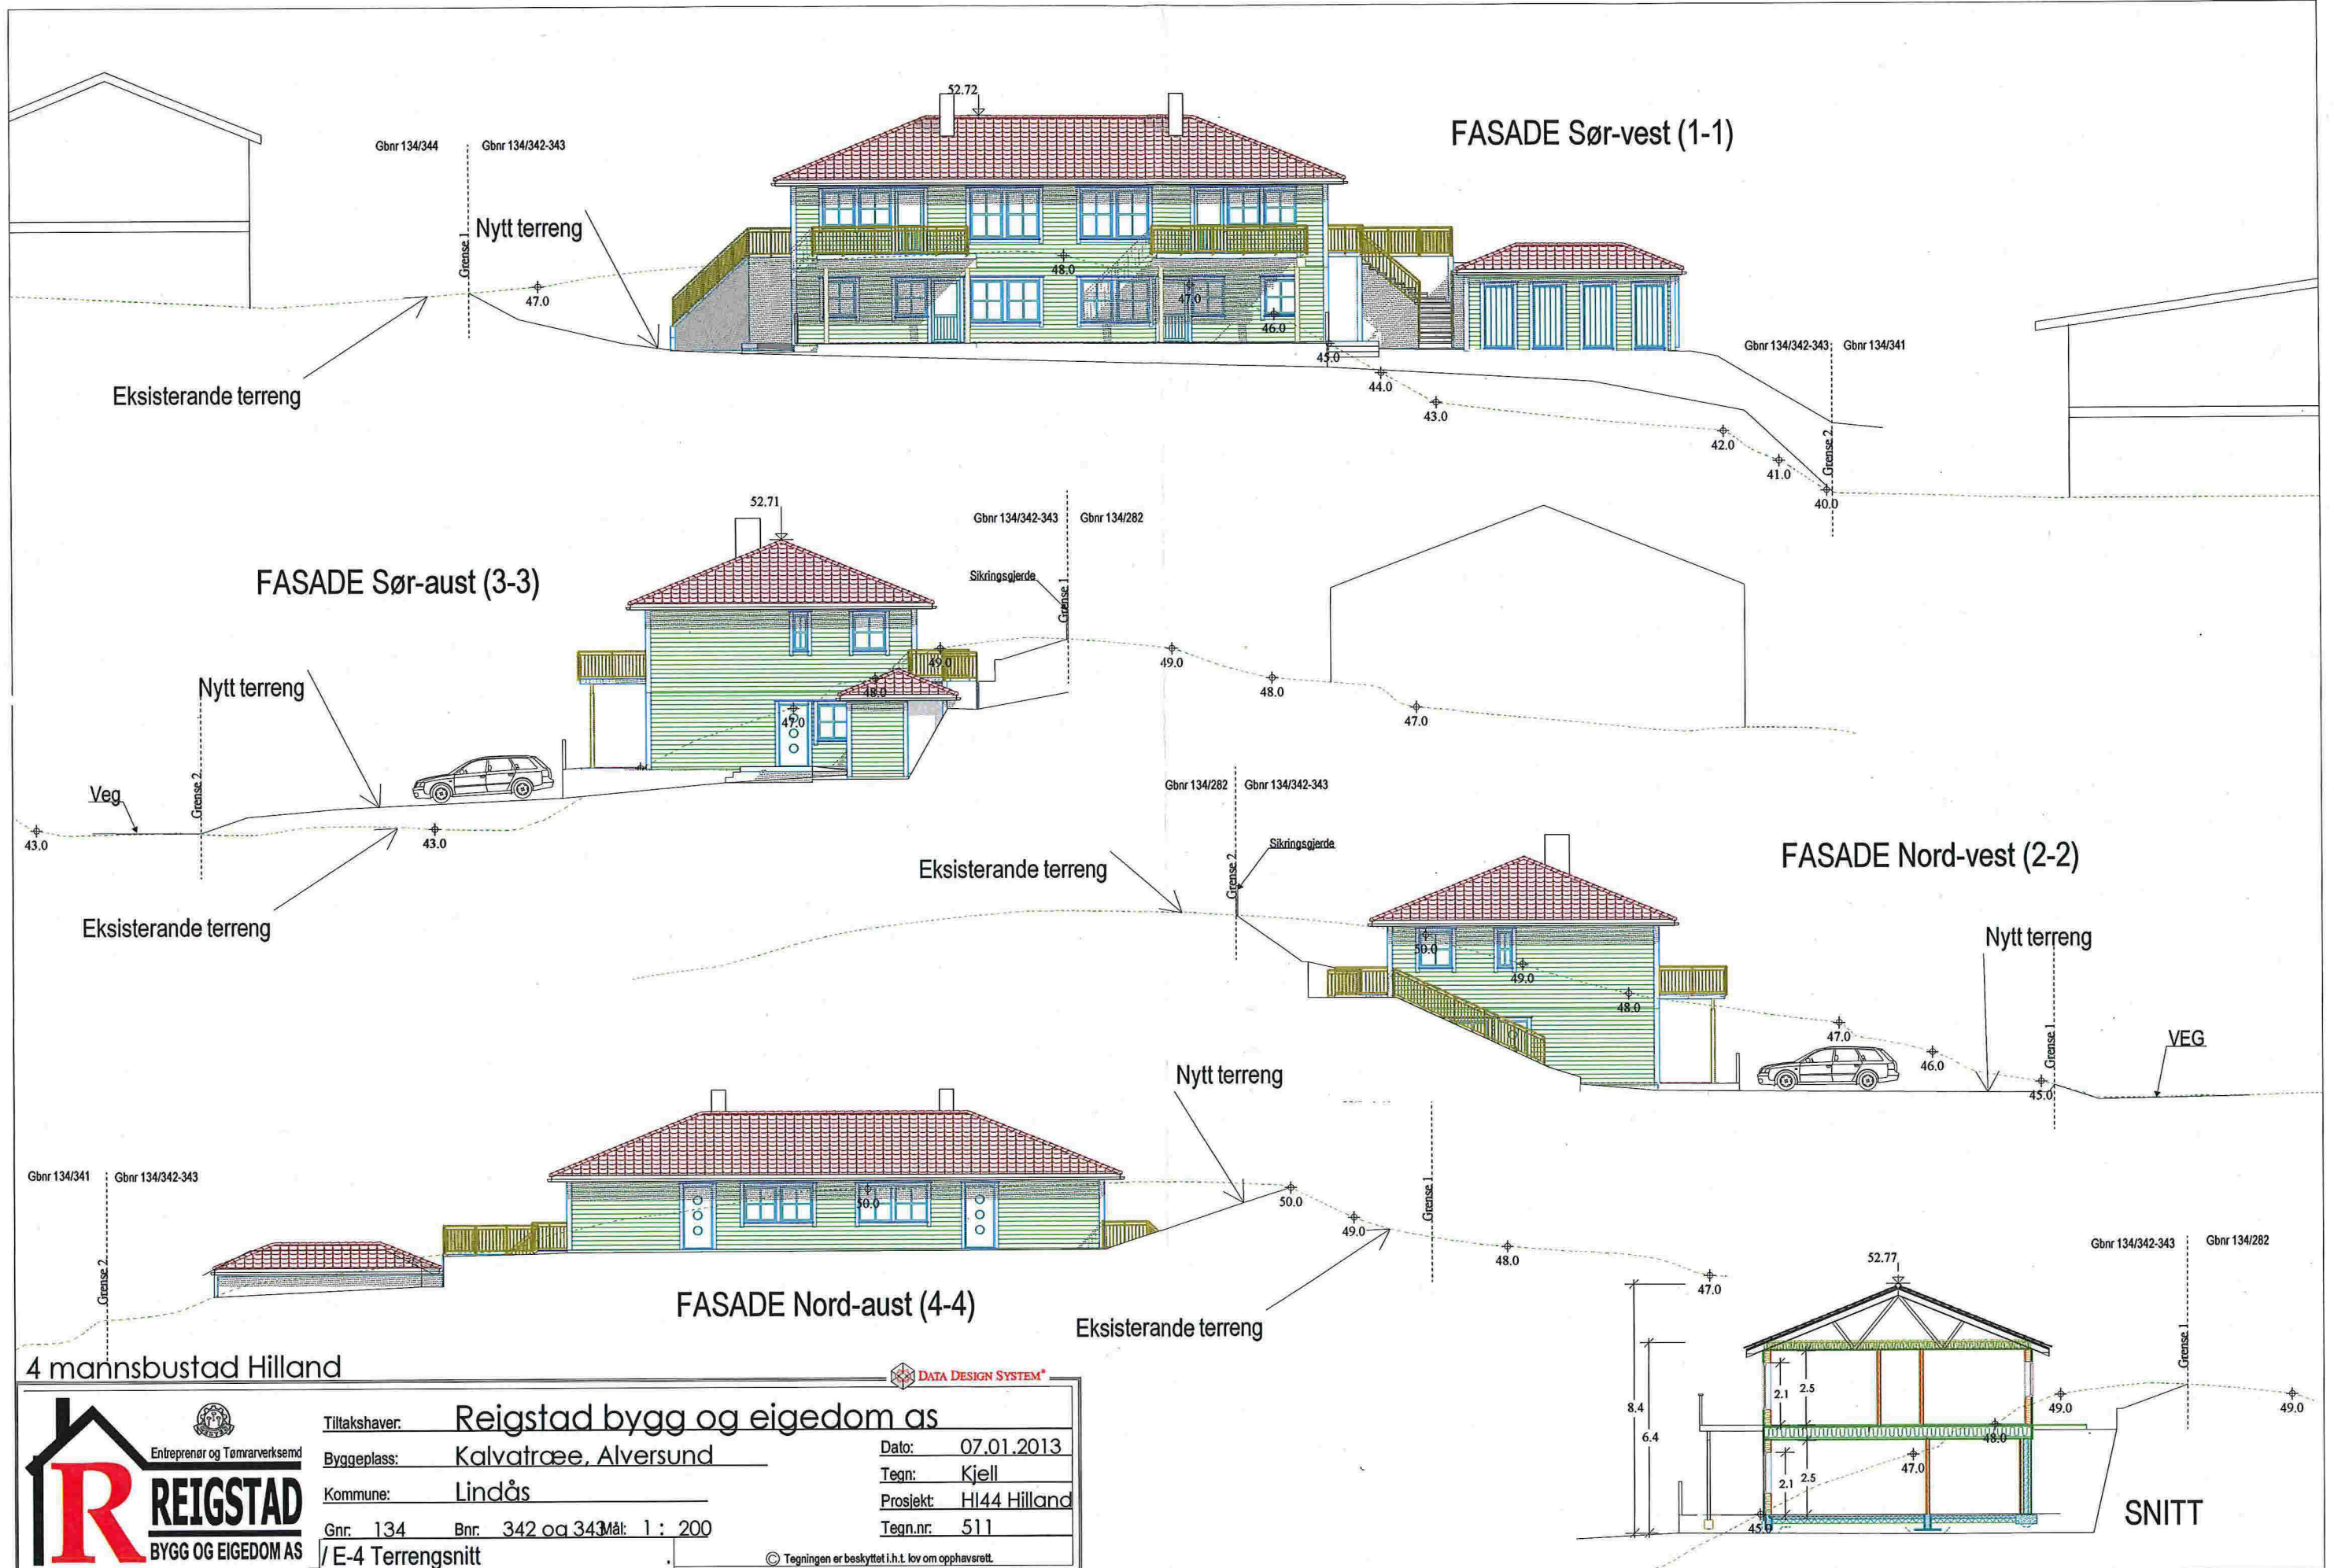 52.72
FASADE Sør-vest (1-1)
Gbnr 134/344
Gbnr 134/342-343
Grense 1
Nytt terreng
47.0
48.0
47.0
46.0
45.0
44.0
43.0
42.0
41.0
40.0
Gbnr 134/342-343
Gbnr 134/341
Grense 2
Eksisterande terreng
52.71
Gbnr 134/342-343
Gbnr 134/282
FASADE Sør-aust (3-3)
Sikringsgjerde
Grense 1
49.0
48.0
47.0
49.0
48.0
47.0
Nytt terreng
Veg
Grense 2
43.0
43.0
Eksisterande terreng
Gbnr 134/282
Gbnr 134/342-343
Sikringsgjerde
Grense 2
FASADE Nord-vest (2-2)
Eksisterande terreng
50.0
49.0
48.0
47.0
46.0
45.0
Nytt terreng
Grense 1
VEG
Nytt terreng
Gbnr 134/341
Gbnr 134/342-343
Grense 2
50.0
50.0
49.0
48.0
47.0
Grense 1
FASADE Nord-aust (4-4)
Eksisterande terreng
52.77
Gbnr 134/342-343
Gbnr 134/282
Grense 1
8.4
6.4
2.1
2.5
2.1
2.5
49.0
49.0
48.0
47.0
45.0
SNITT
4 mannsbustad Hilland
DATA DESIGN SYSTEM
Entreprenør og Tømrarverksemd
R
REIGSTAD
BYGG OG EIGEDOM AS
Tiltakshaver: Reigstad bygg og eigedom as
Byggeplass: Kalvatræe, Alversund
Dato: 07.01.2013
Tegn: Kjell
Kommune: Lindås
Prosjekt: HI44 Hilland
Gnr: 134 Bnr: 342 og 343 Mål: 1 : 200
Tegn.nr: 511
/ E-4 Terrengsnitt
© Tegningen er beskyttet i.h.t. lov om opphavsrett.